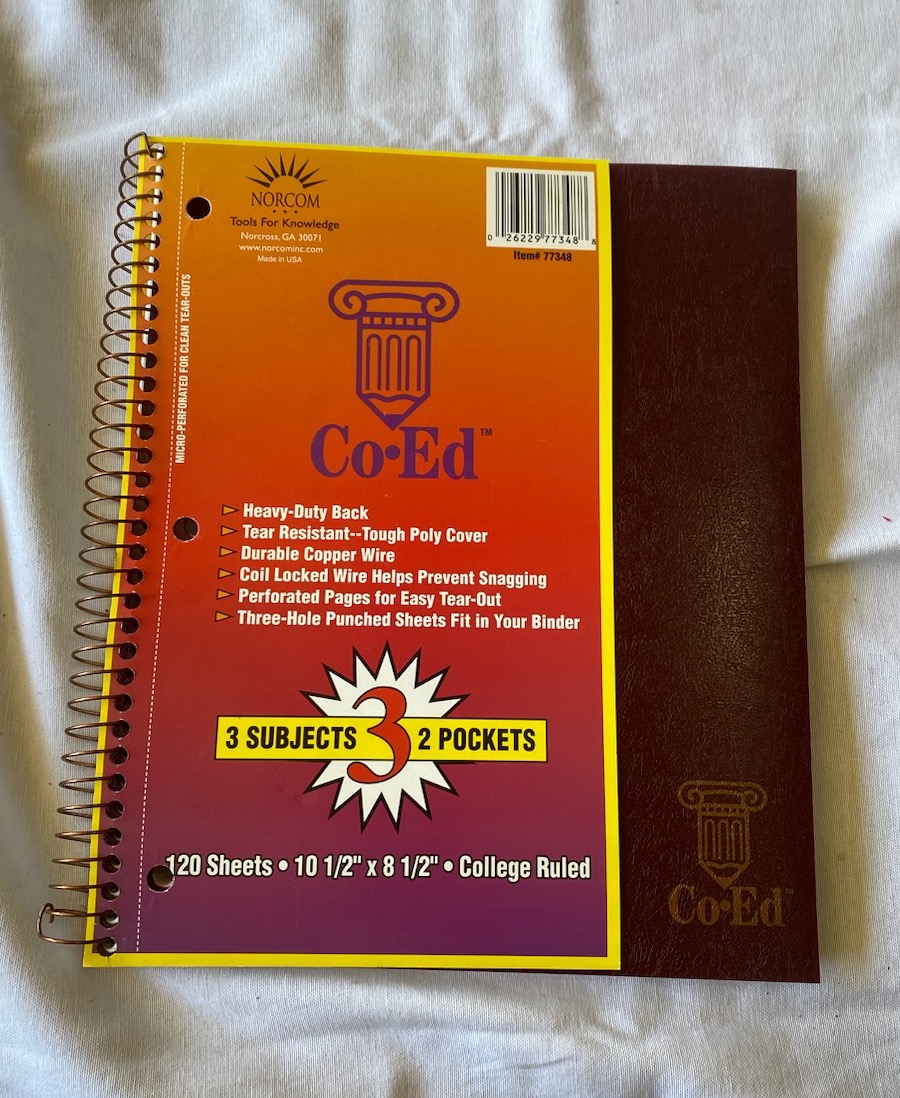 NORCOM
Tools For Knowledge
Norcross, GA 30071
www.norcominc.com
Made in USA
0 26229 77348 8
Item# 77348
MICRO-PERFORATED FOR CLEAN TEAR-OUTS
Co•Ed™
Heavy-Duty Back
Tear Resistant--Tough Poly Cover
Durable Copper Wire
Coil Locked Wire Helps Prevent Snagging
Perforated Pages for Easy Tear-Out
Three-Hole Punched Sheets Fit in Your Binder
3 SUBJECTS 3 2 POCKETS
120 Sheets • 10 1/2" x 8 1/2" • College Ruled
Co•Ed™